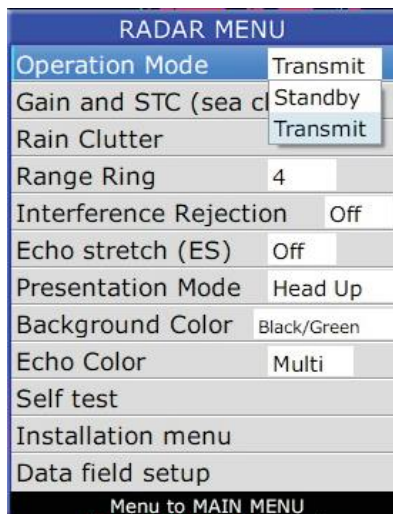 RADAR MENU
Operation Mode Transmit
Gain and STC (sea cl Standby
Transmit
Rain Clutter
Range Ring 4
Interference Rejection Off
Echo stretch (ES) Off
Presentation Mode Head Up
Background Color Black/Green
Echo Color Multi
Self test
Installation menu
Data field setup
Menu to MAIN MENU